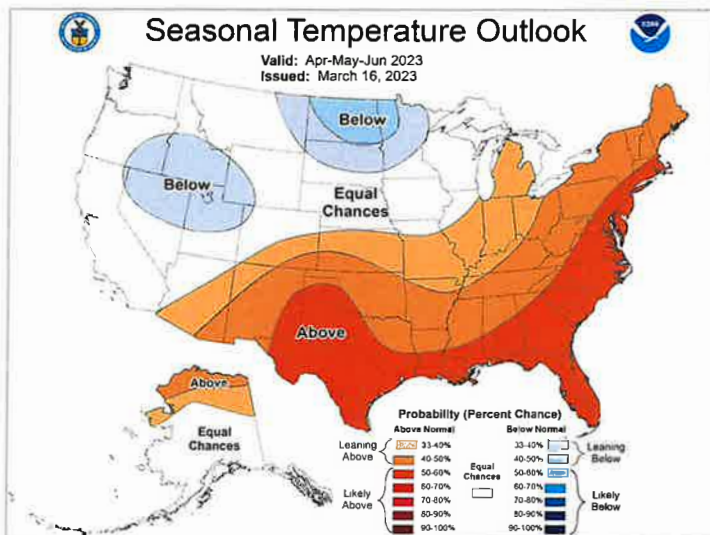 Seasonal Temperature Outlook
Valid: Apr-May-Jun 2023
Issued: March 16, 2023
Below
Below
Equal
Chances
Above
Above
Equal
Chances
Probability (Percent Chance)
Above Normal
Below Normal
Leaning
Above
33-40%
40-50%
Likely
Above
50-60%
60-70%
70-80%
80-90%
90-100%
Equal
Chances
33-40%
40-50%
Leaning
Below
50-60%
60-70%
70-80%
80-90%
90-100%
Likely
Below